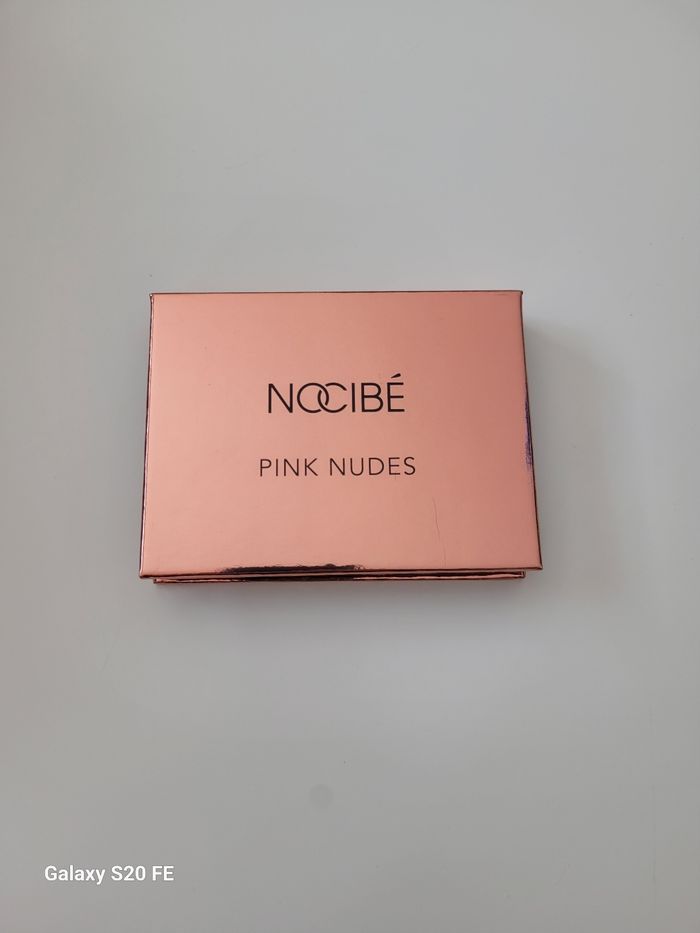 NOCIBÉ
PINK NUDES
Galaxy S20 FE